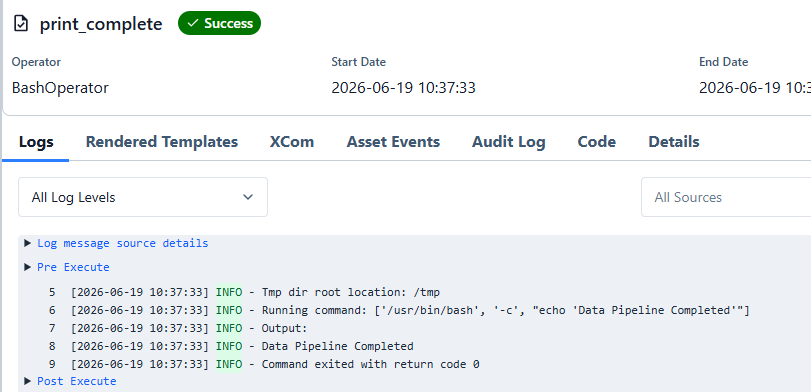 print_complete Success
Operator Start Date End Date
BashOperator 2026-06-19 10:37:33 2026-06-19 10:3
Logs Rendered Templates XCom Asset Events Audit Log Code Details
All Log Levels All Sources
Log message source details
Pre Execute
5 [2026-06-19 10:37:33] INFO - Tmp dir root location: /tmp
6 [2026-06-19 10:37:33] INFO - Running command: ['/usr/bin/bash', '-c', "echo 'Data Pipeline Completed'"]
7 [2026-06-19 10:37:33] INFO - Output:
8 [2026-06-19 10:37:33] INFO - Data Pipeline Completed
9 [2026-06-19 10:37:33] INFO - Command exited with return code 0
Post Execute